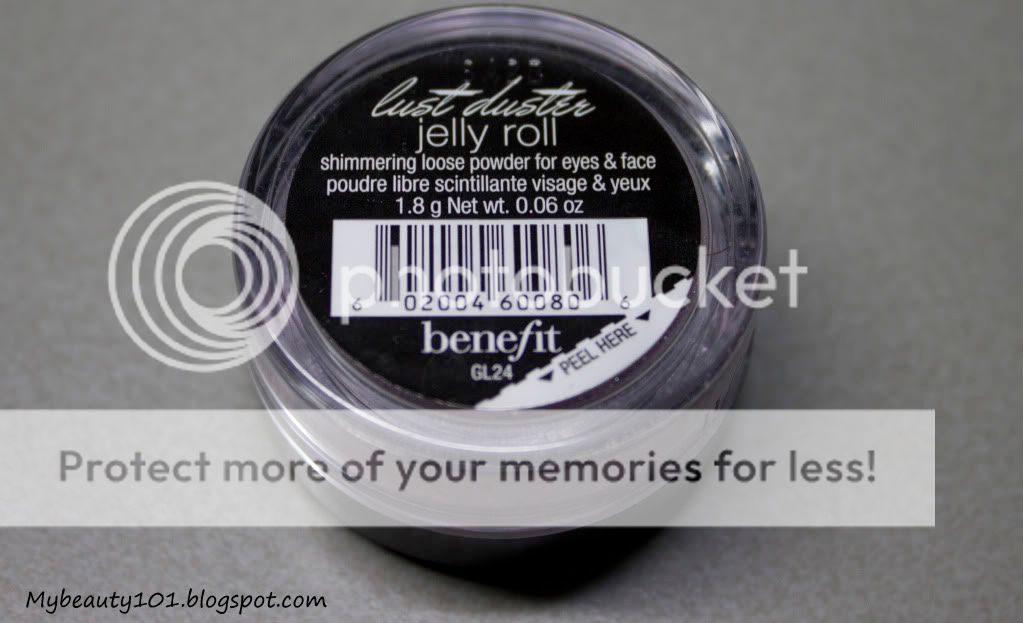 lust duster
jelly roll
shimmering loose powder for eyes & face
poudre libre scintillante visage & yeux
1.8 g Net wt. 0.06 oz
6 02004 60080 6
photobucket
benefit
PEEL HERE
GL24
Protect more of your memories for less!
Mybeauty101.blogspot.com